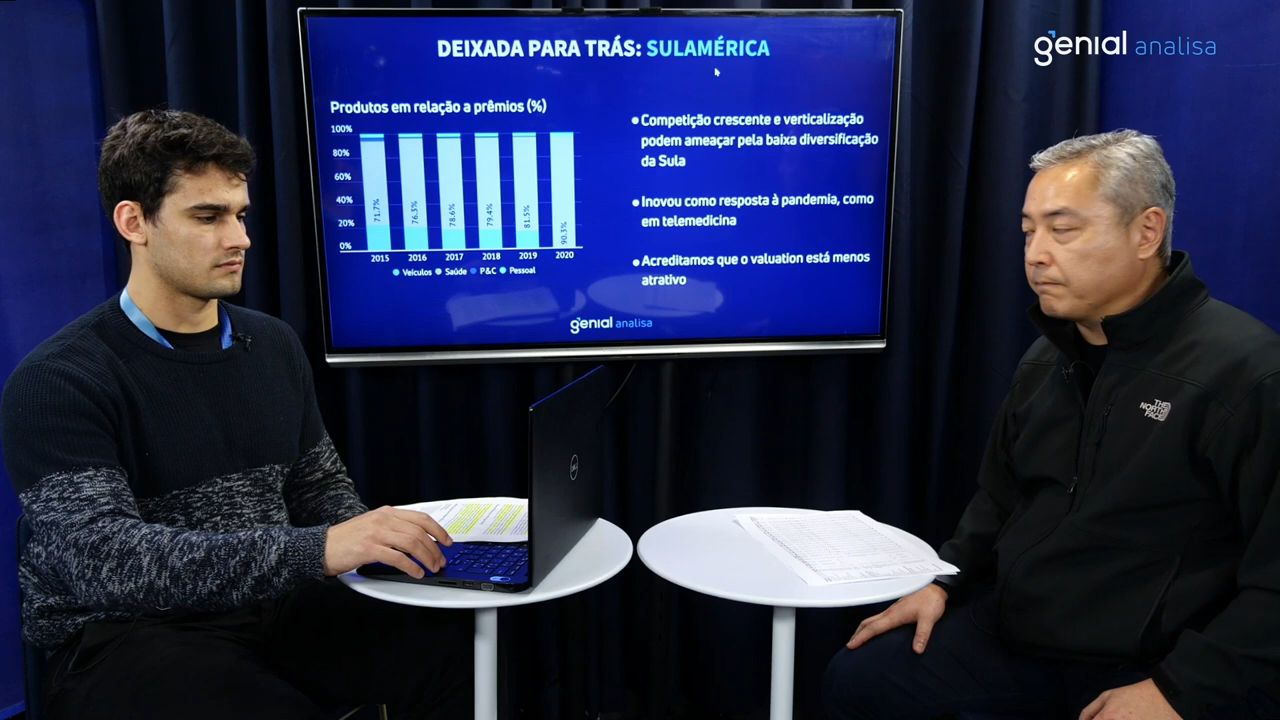 genial analisa
DEIXADA PARA TRÁS: SULAMÉRICA
Produtos em relação a prêmios (%)
100%
80%
60%
40%
20%
0%
71.7%
76.3%
78.6%
79.4%
81.5%
90.3%
2015 2016 2017 2018 2019 2020
Veículos Saúde P&C Pessoal
● Competição crescente e verticalização
podem ameaçar pela baixa diversificação
da Sula
● Inovou como resposta à pandemia, como
em telemedicina
● Acreditamos que o valuation está menos
atrativo
genial analisa
THE
NORTH
FACE
DELL